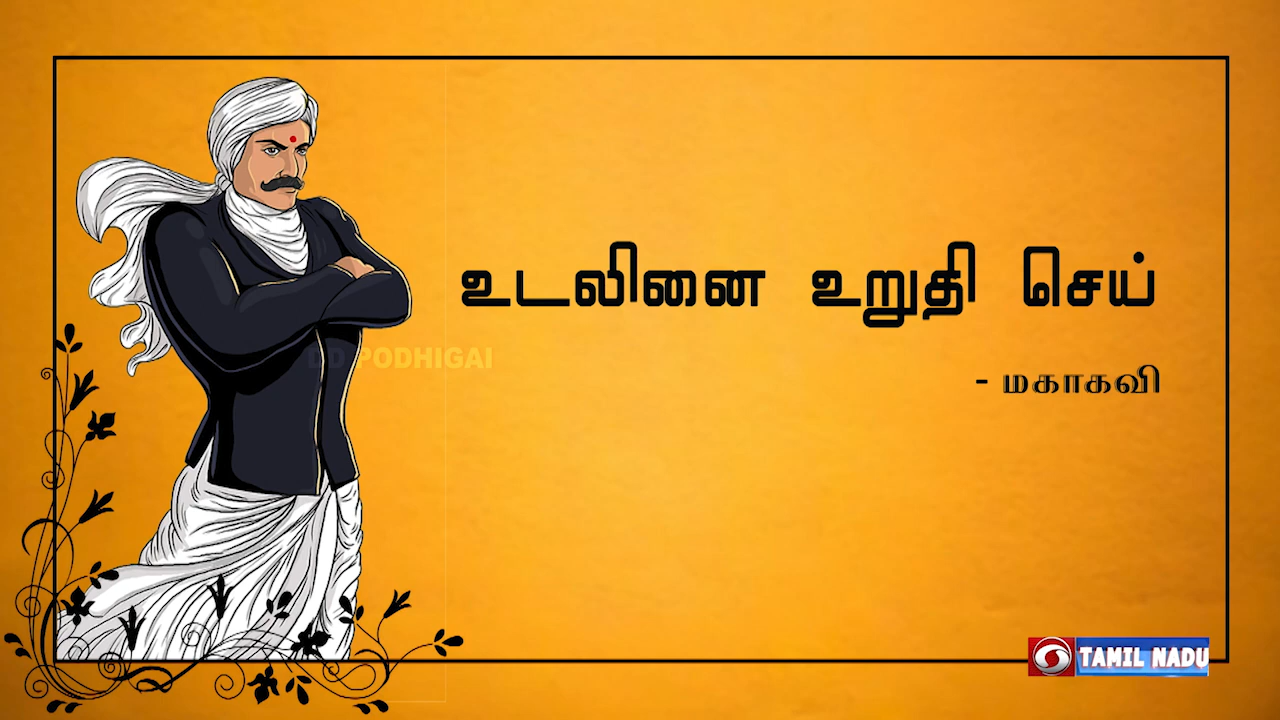 உடலினை உறுதி செய்
- மகாகவி
DD PODHIGAI
TAMIL NADU